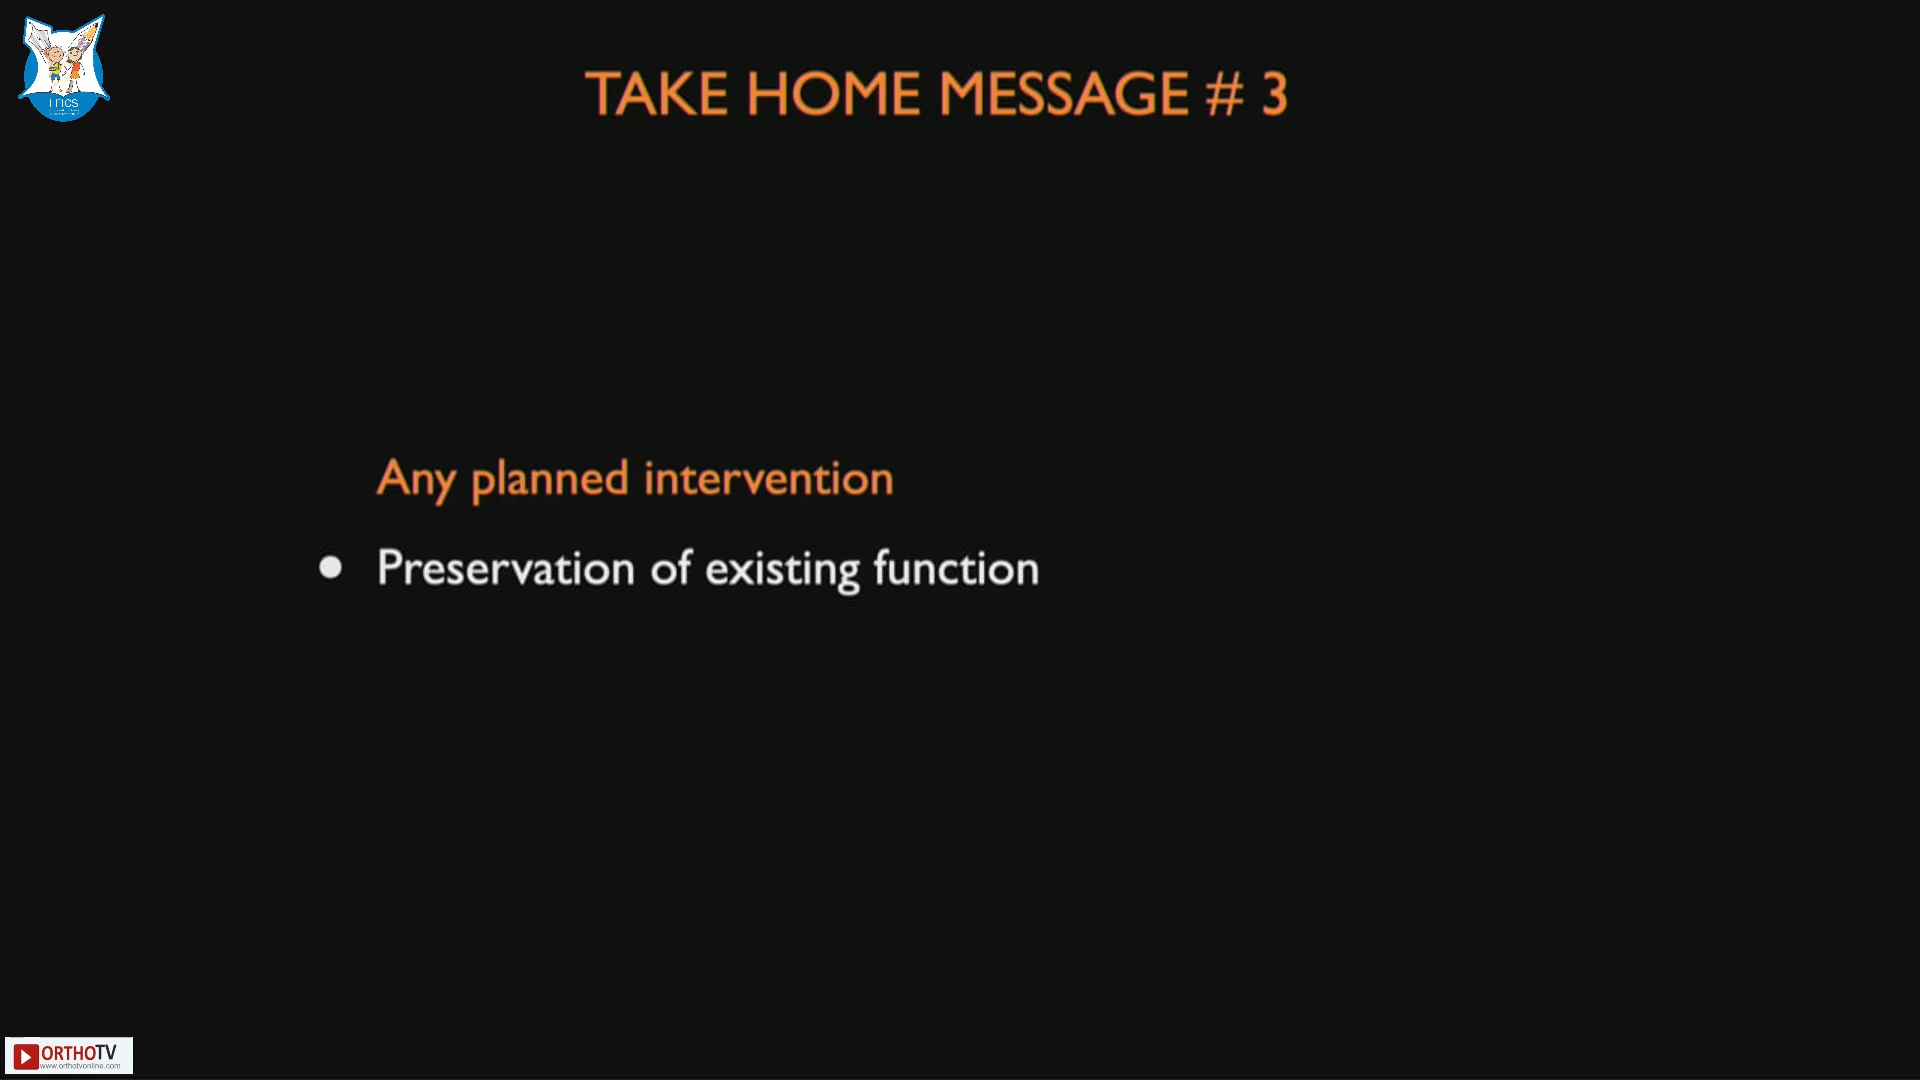 TAKE HOME MESSAGE # 3
Any planned intervention
● Preservation of existing function
ORTHOTV
www.orthotvonline.com